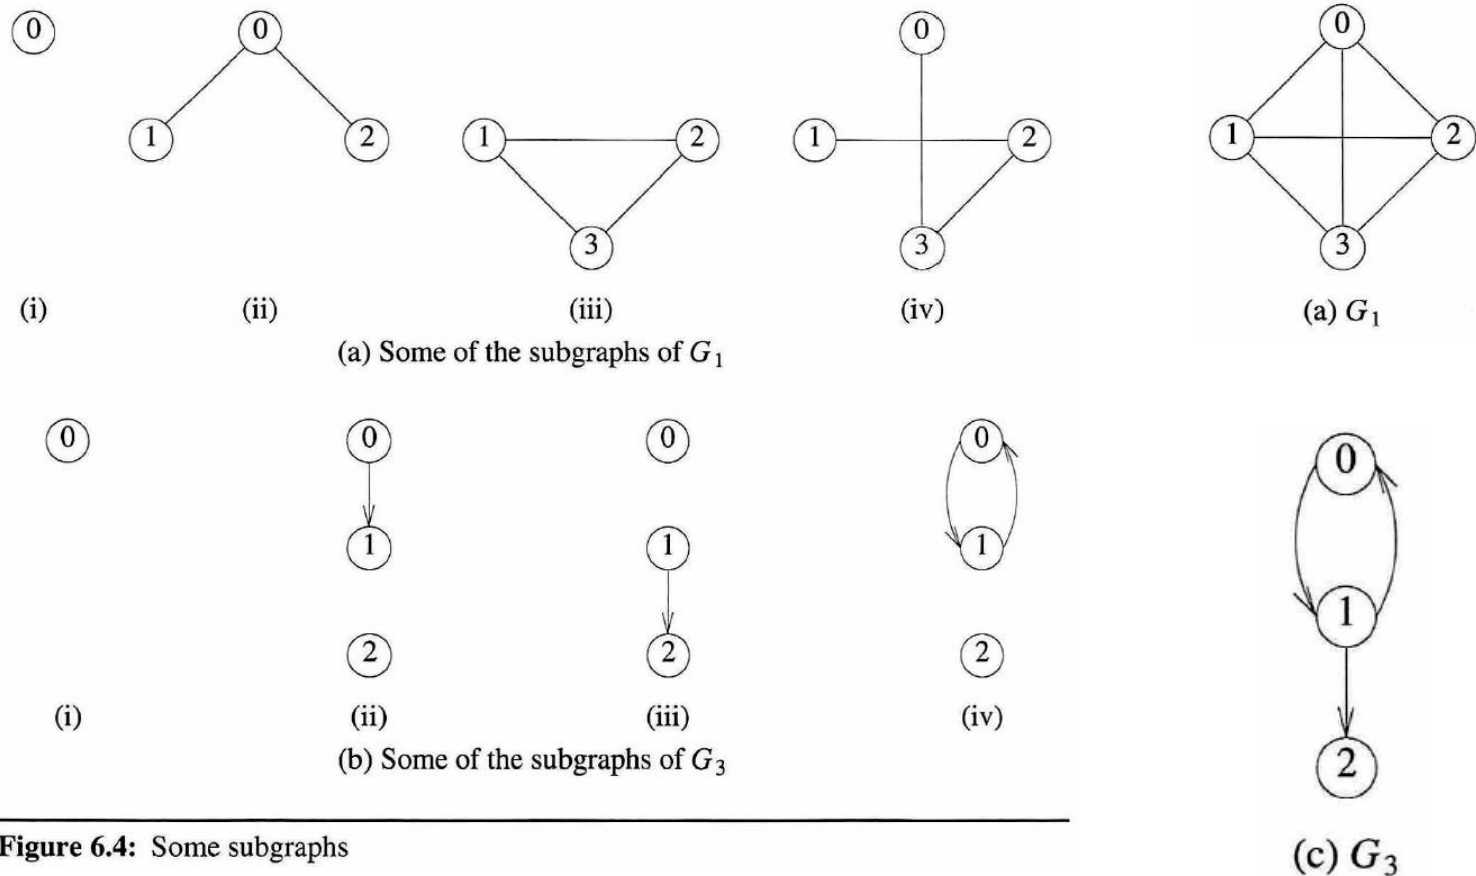 0
0
1
2
1
2
3
0
1
2
3
0
1
2
3
(i)
(ii)
(iii)
(iv)
(a) G1
(a) Some of the subgraphs of G1
0
0
1
2
0
1
2
0
1
2
0
1
2
(i)
(ii)
(iii)
(iv)
(b) Some of the subgraphs of G3
Figure 6.4: Some subgraphs
(c) G3